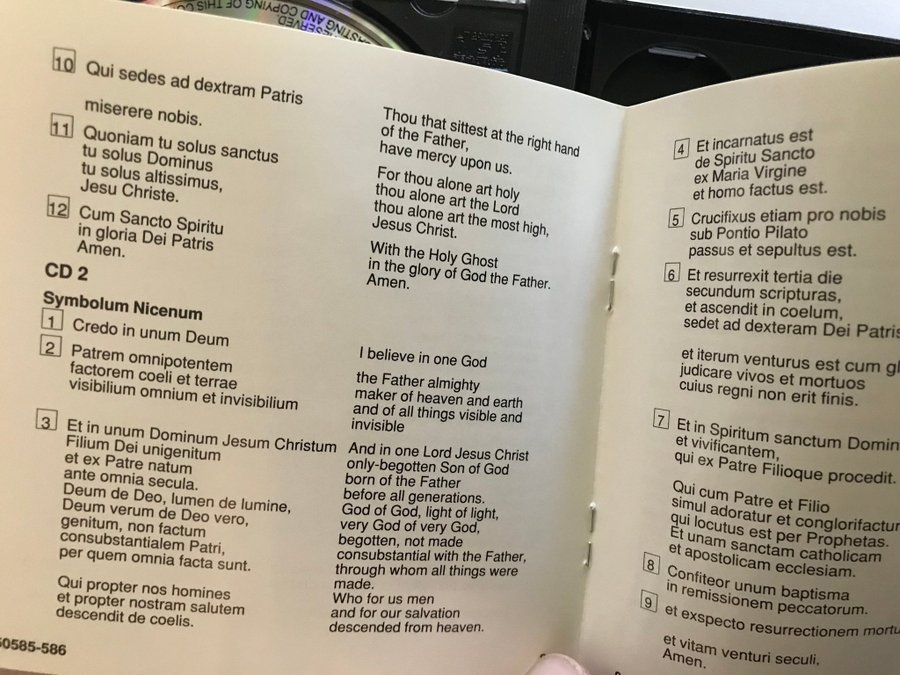 RESERVED.
CASTING AND COPYING OF THIS CO
10 Qui sedes ad dextram Patris
miserere nobis.
11 Quoniam tu solus sanctus
tu solus Dominus
tu solus altissimus,
Jesu Christe.
12 Cum Sancto Spiritu
in gloria Dei Patris
Amen.
CD 2
Symbolum Nicenum
1 Credo in unum Deum
2 Patrem omnipotentem
factorem coeli et terrae
visibilium omnium et invisibilium
3 Et in unum Dominum Jesum Christum
Filium Dei unigenitum
et ex Patre natum
ante omnia secula.
Deum de Deo, lumen de lumine,
Deum verum de Deo vero,
genitum, non factum
consubstantialem Patri,
per quem omnia facta sunt.
Qui propter nos homines
et propter nostram salutem
descendit de coelis.
50585-586
Thou that sittest at the right hand
of the Father,
have mercy upon us.
For thou alone art holy
thou alone art the Lord
thou alone art the most high,
Jesus Christ.
With the Holy Ghost
in the glory of God the Father.
Amen.
I believe in one God
the Father almighty
maker of heaven and earth
and of all things visible and
invisible
And in one Lord Jesus Christ
only-begotten Son of God
born of the Father
before all generations.
God of God, light of light,
very God of very God,
begotten, not made
consubstantial with the Father,
through whom all things were
made.
Who for us men
and for our salvation
descended from heaven.
4 Et incarnatus est
de Spiritu Sancto
ex Maria Virgine
et homo factus est.
5 Crucifixus etiam pro nobis
sub Pontio Pilato
passus et sepultus est.
6 Et resurrexit tertia die
secundum scripturas,
et ascendit in coelum,
sedet ad dexteram Dei Patris
et iterum venturus est cum gl
judicare vivos et mortuos
cuius regni non erit finis.
7 Et in Spiritum sanctum Domin
et vivificantem,
qui ex Patre Filioque procedit.
Qui cum Patre et Filio
simul adoratur et conglorifactur
qui locutus est per Prophetas.
Et unam sanctam catholicam
et apostolicam ecclesiam.
8 Confiteor unum baptisma
in remissionem peccatorum.
9 et exspecto resurrectionem mortu
et vitam venturi seculi,
Amen.